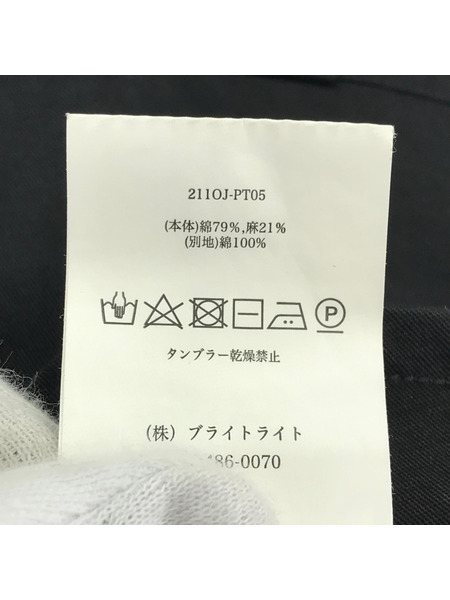 211OJ-PT05
(本体)綿79%,麻21%
(別地)綿100%
P
タンブラー乾燥禁止
(株) ブライトライト
486-0070